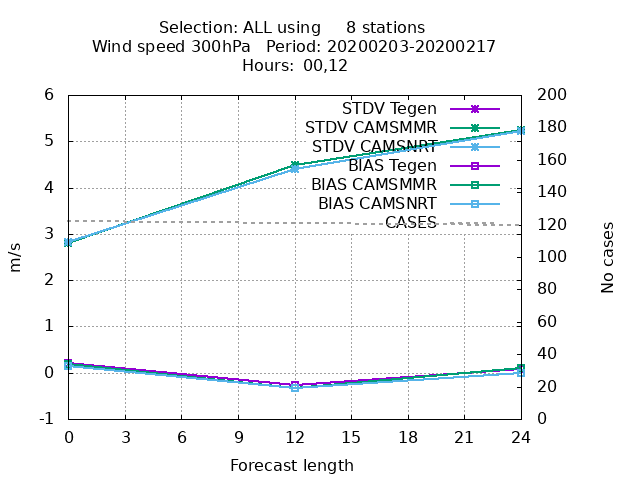 Selection: ALL using     8 stations
Wind speed 300hPa   Period: 20200203-20200217
Hours: 00,12
6
5
4
3
2
1
0
-1
m/s
STDV Tegen
STDV CAMSMMR
STDV CAMSNRT
BIAS Tegen
BIAS CAMSMMR
BIAS CAMSNRT
CASES
200
180
160
140
120
100
80
60
40
20
0
No cases
0 3 6 9 12 15 18 21 24
Forecast length